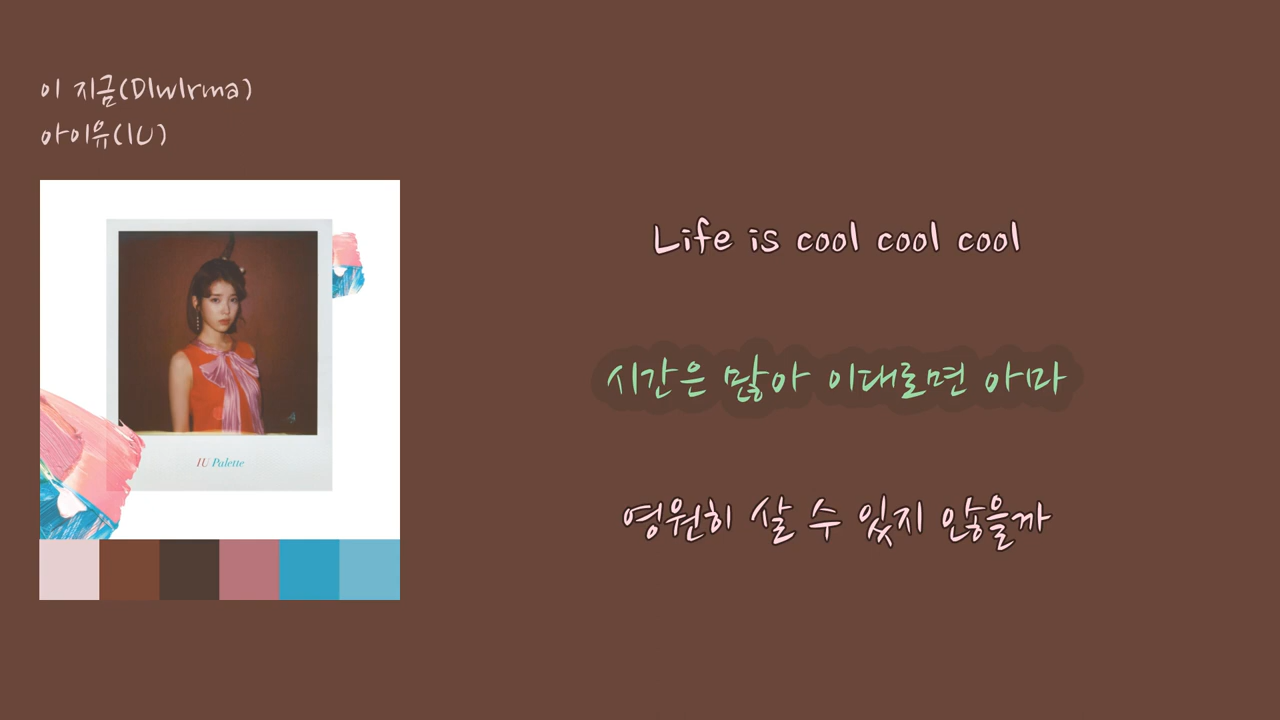 이 지금(Dlwlrma)
아이유(IU)
IU Palette
Life is cool cool cool
시간은 많아 이대로면 아마
영원히 살 수 있지 않을까